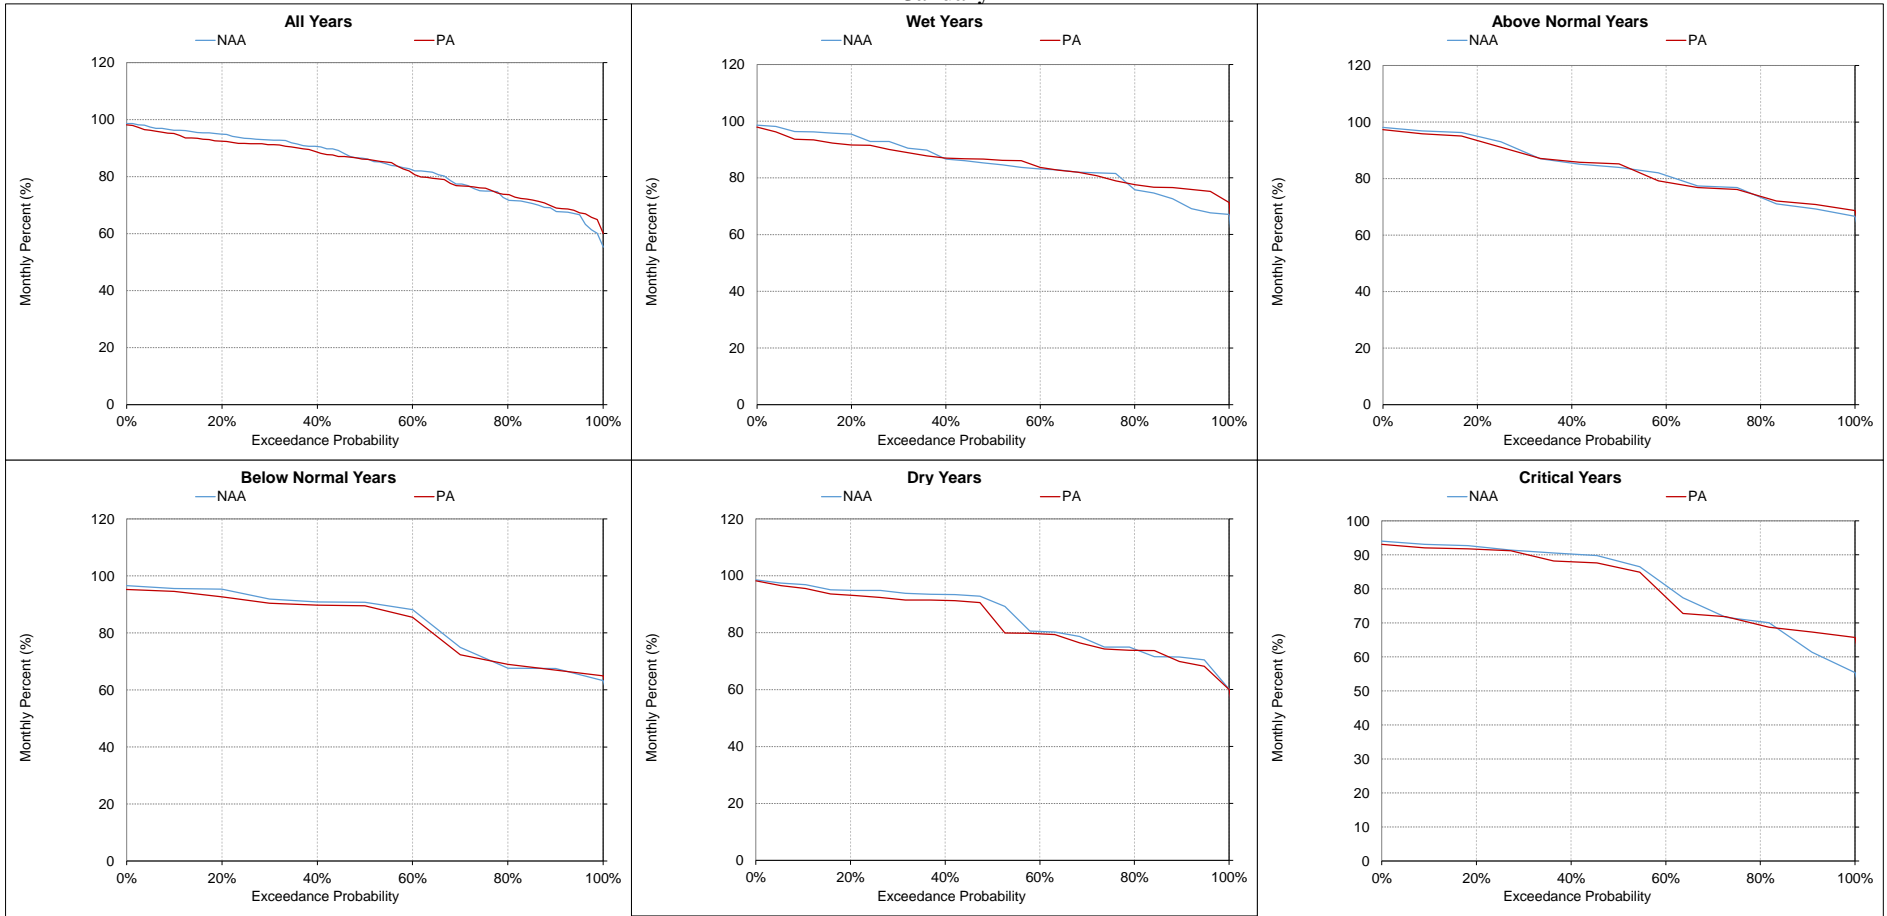 All Years
NAA PA
120
100
80
60
40
20
0
0% 20% 40% 60% 80% 100%
Monthly Percent (%)
Exceedance Probability
Wet Years
NAA PA
120
100
80
60
40
20
0
0% 20% 40% 60% 80% 100%
Monthly Percent (%)
Exceedance Probability
Above Normal Years
NAA PA
120
100
80
60
40
20
0
0% 20% 40% 60% 80% 100%
Monthly Percent (%)
Exceedance Probability
Below Normal Years
NAA PA
120
100
80
60
40
20
0
0% 20% 40% 60% 80% 100%
Monthly Percent (%)
Exceedance Probability
Dry Years
NAA PA
120
100
80
60
40
20
0
0% 20% 40% 60% 80% 100%
Monthly Percent (%)
Exceedance Probability
Critical Years
NAA PA
100
90
80
70
60
50
40
30
20
10
0
0% 20% 40% 60% 80% 100%
Monthly Percent (%)
Exceedance Probability